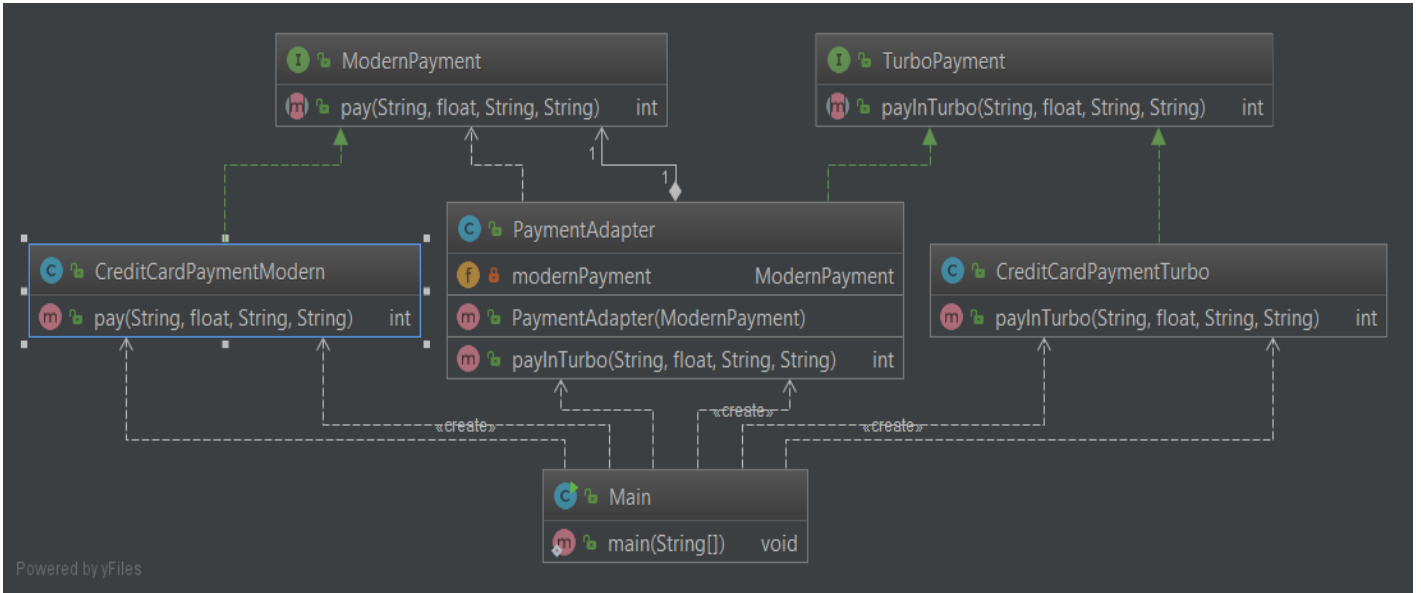 ModernPayment
pay(String, float, String, String) int
TurboPayment
payInTurbo(String, float, String, String) int
1
1
PaymentAdapter
modernPayment ModernPayment
PaymentAdapter(ModernPayment)
payInTurbo(String, float, String, String) int
CreditCardPaymentModern
pay(String, float, String, String) int
CreditCardPaymentTurbo
payInTurbo(String, float, String, String) int
«create»
«create»
«create»
Main
main(String[]) void
Powered by yFiles